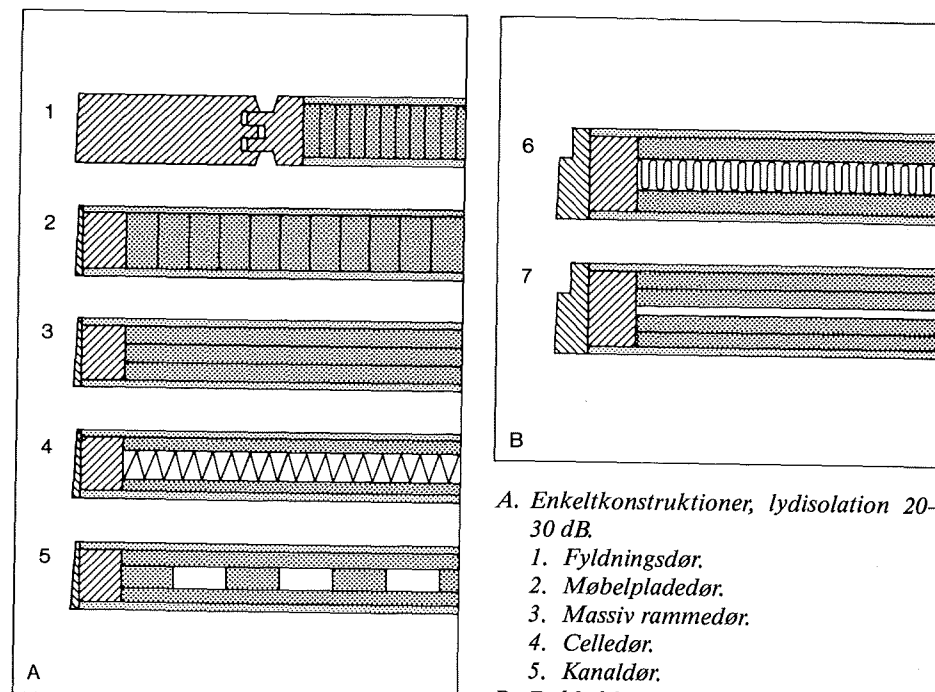 1
2
3
4
5
A
6
7
B
A. Enkeltkonstruktioner, lydisolation 20–
30 dB.
1. Fyldningsdør.
2. Møbelpladedør.
3. Massiv rammedør.
4. Celledør.
5. Kanaldør.